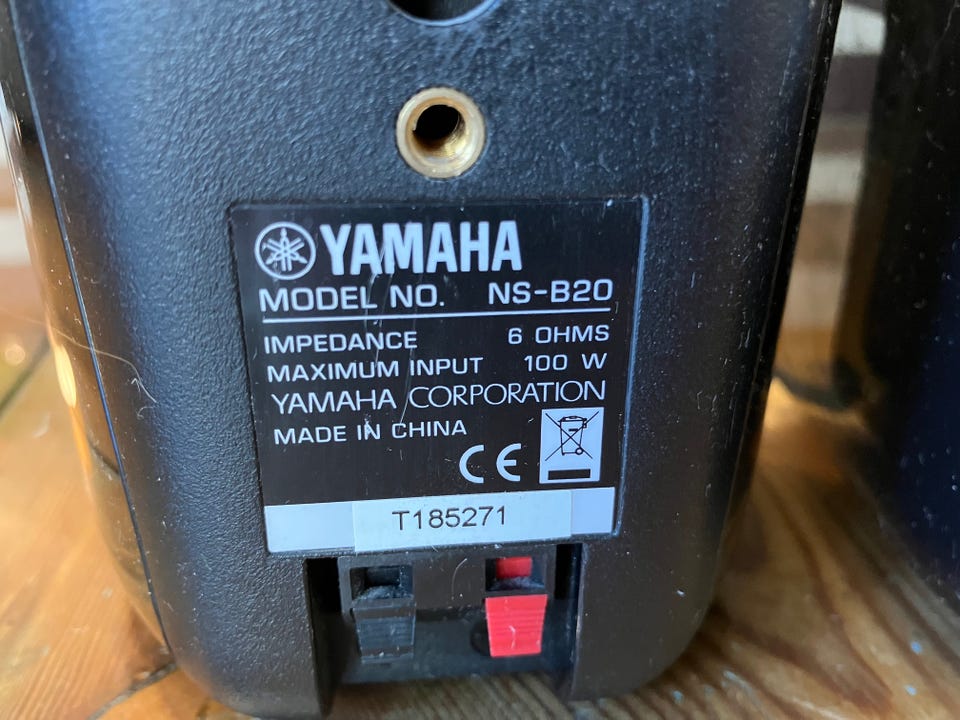 YAMAHA
MODEL NO. NS-B20
IMPEDANCE 6 OHMS
MAXIMUM INPUT 100 W
YAMAHA CORPORATION
MADE IN CHINA
CE
T185271